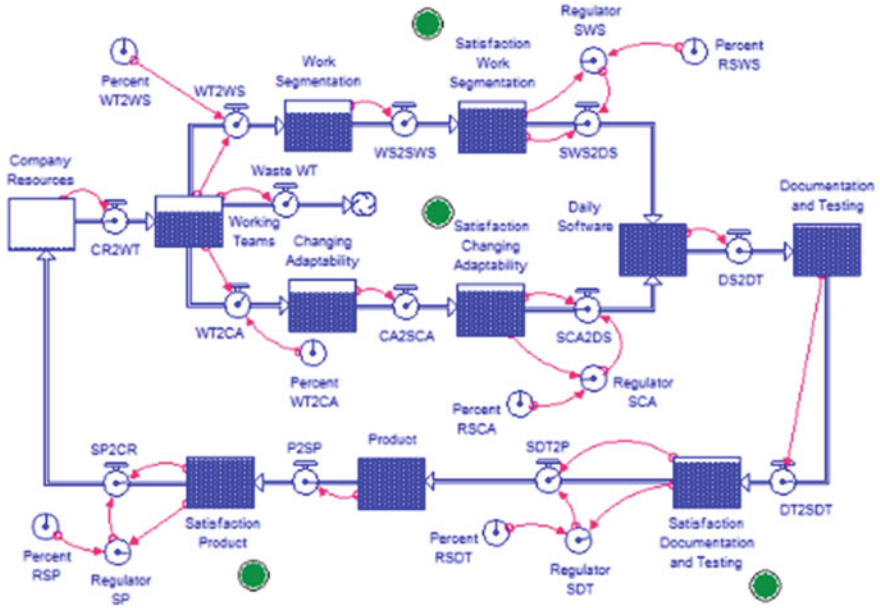 Regulator
SWS
Percent
RSWS
Satisfaction
Work
Segmentation
Work
Segmentation
WT2WS
Percent
WT2WS
WS2SWS
SWS2DS
Company
Resources
Waste WT
Documentation
and Testing
Daily
Software
Working
Teams
Changing
Adaptability
Satisfaction
Changing
Adaptability
CR2WT
DS2DT
WT2CA
CA2SCA
SCA2DS
Percent
WT2CA
Percent
RSCA
Regulator
SCA
SP2CR
P2SP
Product
SDT2P
DT2SDT
Satisfaction
Product
Satisfaction
Documentation
and Testing
Percent
RSP
Regulator
SP
Percent
RSDT
Regulator
SDT